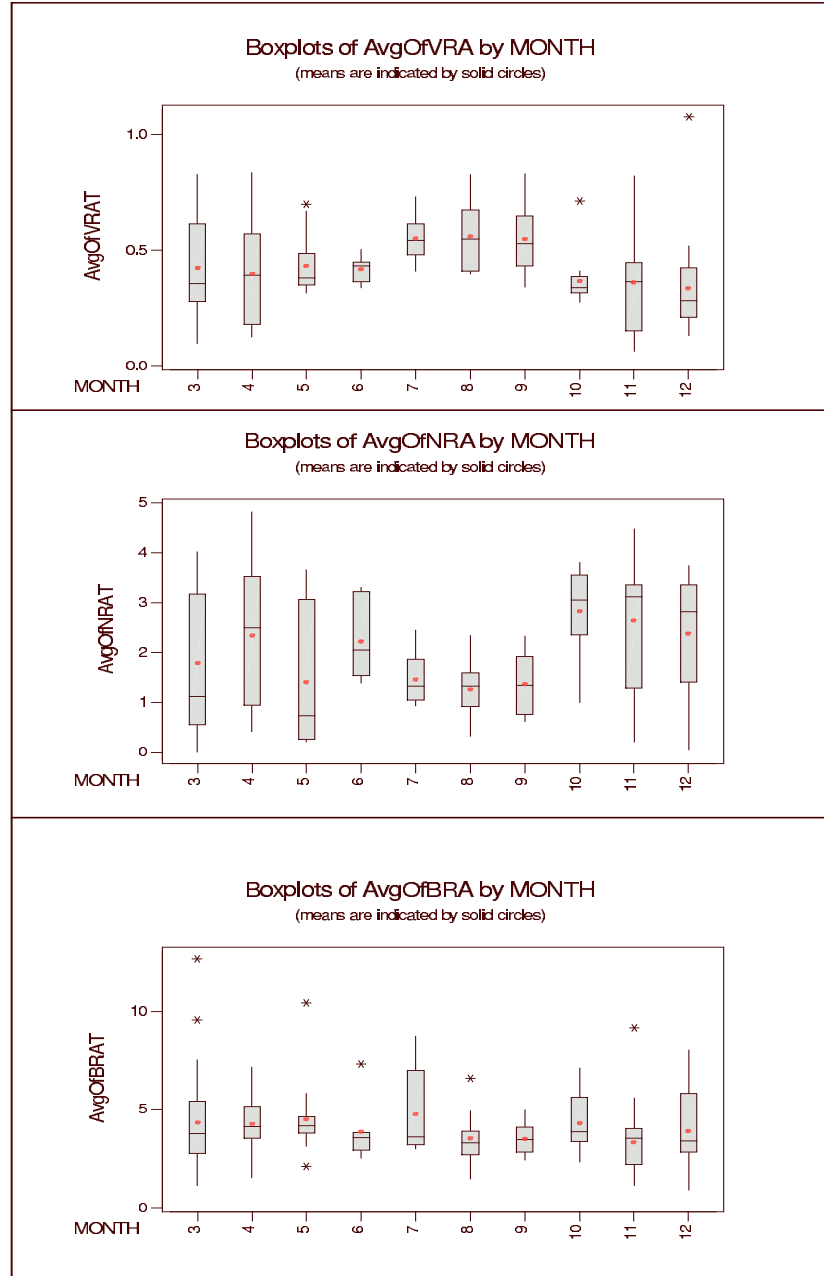 Boxplots of AvgOfVRA by MONTH
(means are indicated by solid circles)
1.0
0.5
0.0
AvgOfVRAT
MONTH 3 4 5 6 7 8 9 10 11 12
Boxplots of AvgOfNRA by MONTH
(means are indicated by solid circles)
5
4
3
2
1
0
AvgOfNRAT
MONTH 3 4 5 6 7 8 9 10 11 12
Boxplots of AvgOfBRA by MONTH
(means are indicated by solid circles)
10
5
0
AvgOfBRAT
MONTH 3 4 5 6 7 8 9 10 11 12